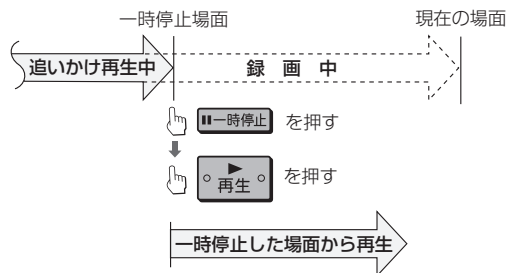 一時停止場面
現在の場面
追いかけ再生中
録画中
一時停止 を押す
再生 を押す
一時停止した場面から再生